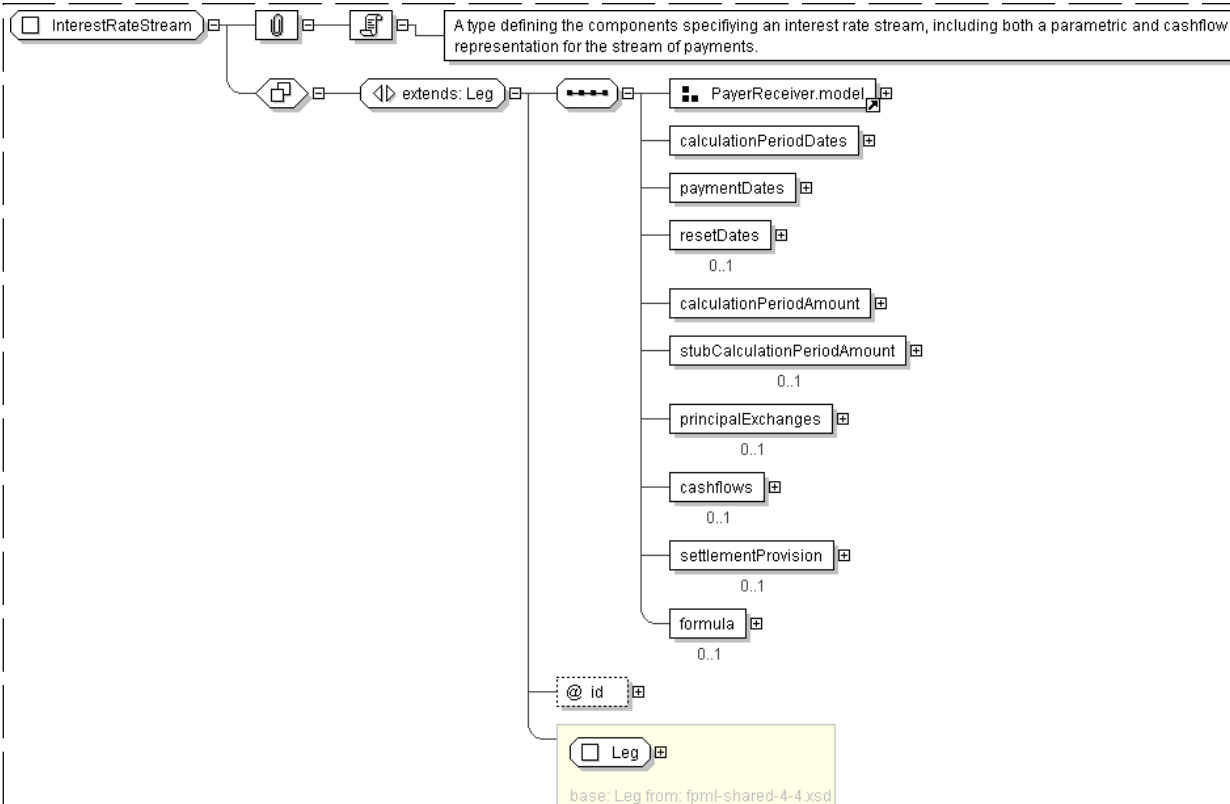 InterestRateStream
A type defining the components specifiying an interest rate stream, including both a parametric and cashflow
representation for the stream of payments.
extends: Leg
PayerReceiver.model
calculationPeriodDates
paymentDates
resetDates
0..1
calculationPeriodAmount
stubCalculationPeriodAmount
0..1
principalExchanges
0..1
cashflows
0..1
settlementProvision
0..1
formula
0..1
@ id
Leg
base: Leg from: fpml-shared-4-4.xsd